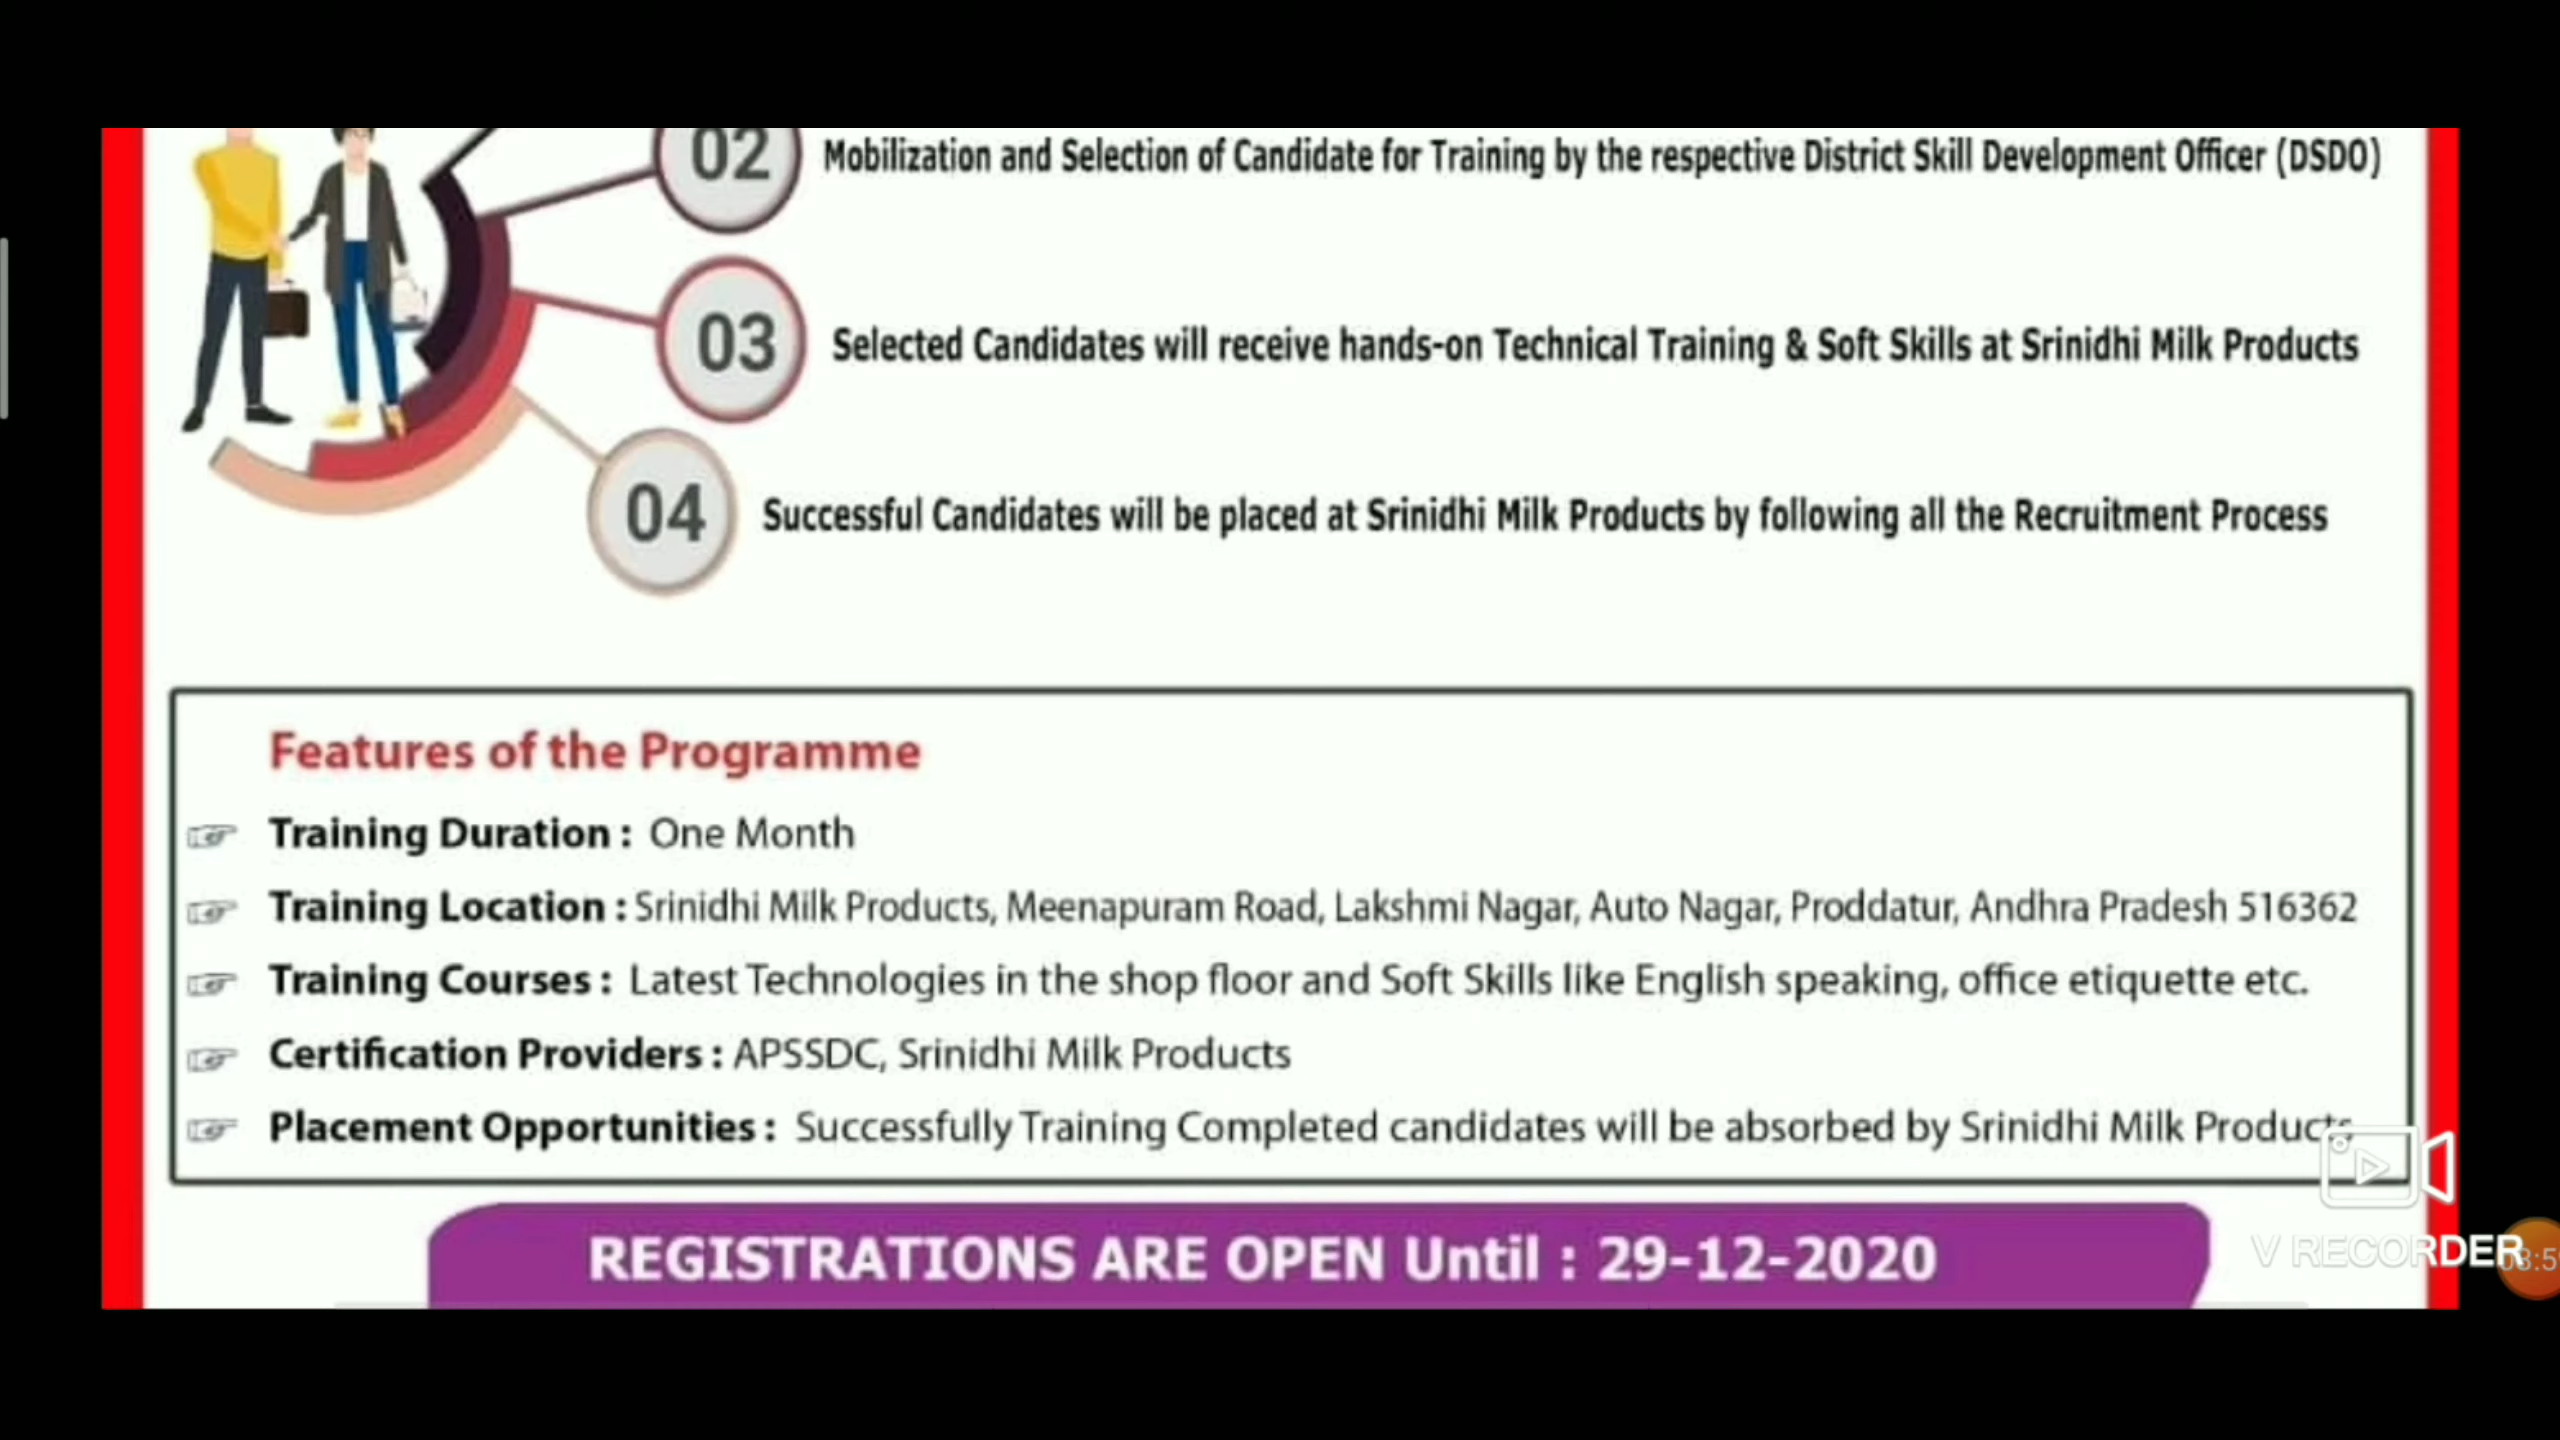 02 Mobilization and Selection of Candidate for Training by the respective District Skill Development Officer (DSDO)
03 Selected Candidates will receive hands-on Technical Training & Soft Skills at Srinidhi Milk Products
04 Successful Candidates will be placed at Srinidhi Milk Products by following all the Recruitment Process
Features of the Programme
Training Duration : One Month
Training Location : Srinidhi Milk Products, Meenapuram Road, Lakshmi Nagar, Auto Nagar, Proddatur, Andhra Pradesh 516362
Training Courses : Latest Technologies in the shop floor and Soft Skills like English speaking, office etiquette etc.
Certification Providers : APSSDC, Srinidhi Milk Products
Placement Opportunities : Successfully Training Completed candidates will be absorbed by Srinidhi Milk Products
REGISTRATIONS ARE OPEN Until : 29-12-2020
V RECORDER